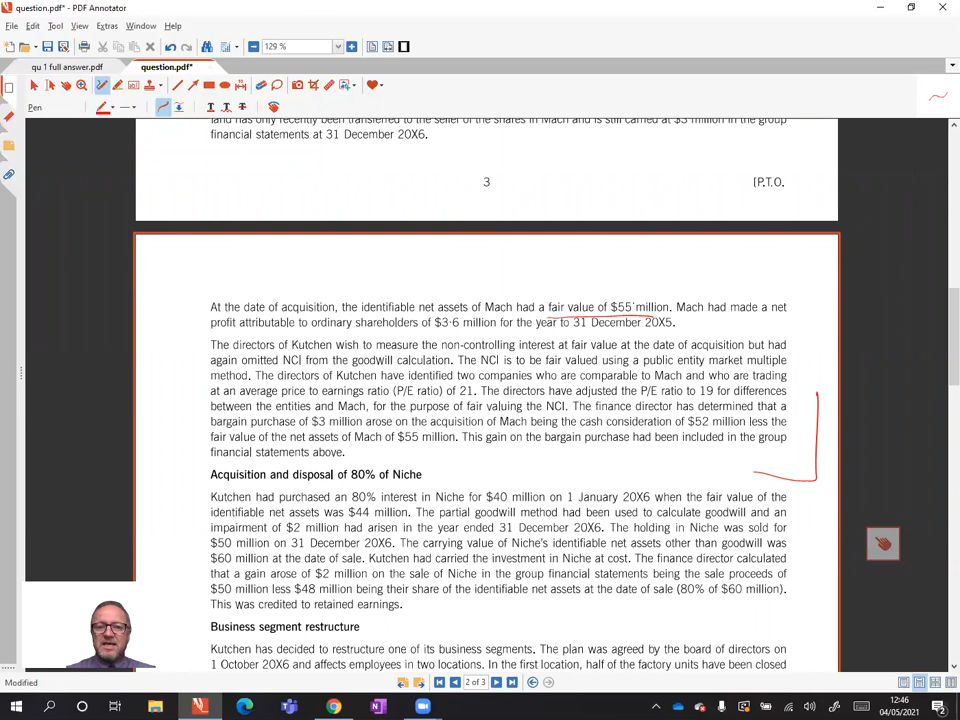 question.pdf* - PDF Annotator
File Edit Tool View Extras Window Help
129 %
qu 1 full answer.pdf question.pdf*
Pen
land has only recently been transferred to the seller of the shares in Mach and is still carried at $3 million in the group
financial statements at 31 December 20X6.
3 [P.T.O.
At the date of acquisition, the identifiable net assets of Mach had a fair value of $55 million. Mach had made a net
profit attributable to ordinary shareholders of $3·6 million for the year to 31 December 20X5.
The directors of Kutchen wish to measure the non-controlling interest at fair value at the date of acquisition but had
again omitted NCI from the goodwill calculation. The NCI is to be fair valued using a public entity market multiple
method. The directors of Kutchen have identified two companies who are comparable to Mach and who are trading
at an average price to earnings ratio (P/E ratio) of 21. The directors have adjusted the P/E ratio to 19 for differences
between the entities and Mach, for the purpose of fair valuing the NCI. The finance director has determined that a
bargain purchase of $3 million arose on the acquisition of Mach being the cash consideration of $52 million less the
fair value of the net assets of Mach of $55 million. This gain on the bargain purchase had been included in the group
financial statements above.
Acquisition and disposal of 80% of Niche
Kutchen had purchased an 80% interest in Niche for $40 million on 1 January 20X6 when the fair value of the
identifiable net assets was $44 million. The partial goodwill method had been used to calculate goodwill and an
impairment of $2 million had arisen in the year ended 31 December 20X6. The holding in Niche was sold for
$50 million on 31 December 20X6. The carrying value of Niche's identifiable net assets other than goodwill was
$60 million at the date of sale. Kutchen had carried the investment in Niche at cost. The finance director calculated
that a gain arose of $2 million on the sale of Niche in the group financial statements being the sale proceeds of
$50 million less $48 million being their share of the identifiable net assets at the date of sale (80% of $60 million).
This was credited to retained earnings.
Business segment restructure
Kutchen has decided to restructure one of its business segments. The plan was agreed by the board of directors on
1 October 20X6 and affects employees in two locations. In the first location, half of the factory units have been closed
Modified 2 of 3
12:46
04/05/2021